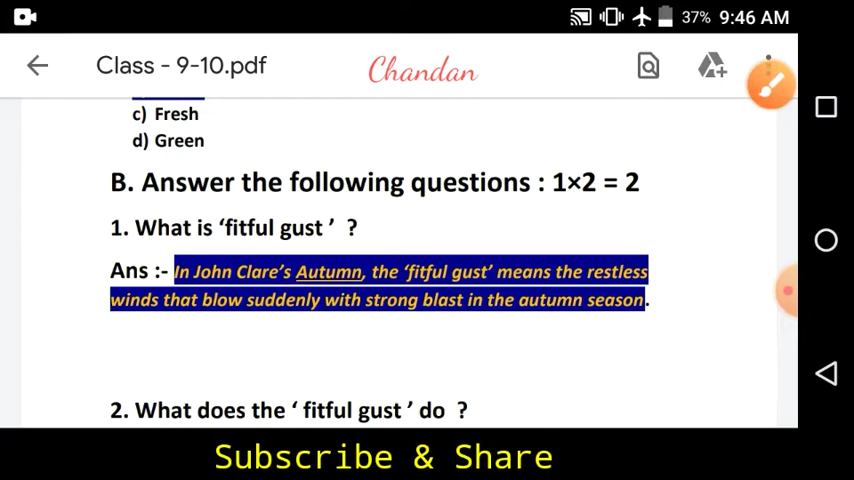 37% 9:46 AM
Class - 9-10.pdf
Chandan
c) Fresh
d) Green
B. Answer the following questions : 1×2 = 2
1. What is ‘fitful gust ’ ?
Ans :- In John Clare’s Autumn, the ‘fitful gust’ means the restless
winds that blow suddenly with strong blast in the autumn season.
2. What does the ‘ fitful gust ’ do ?
Subscribe & Share